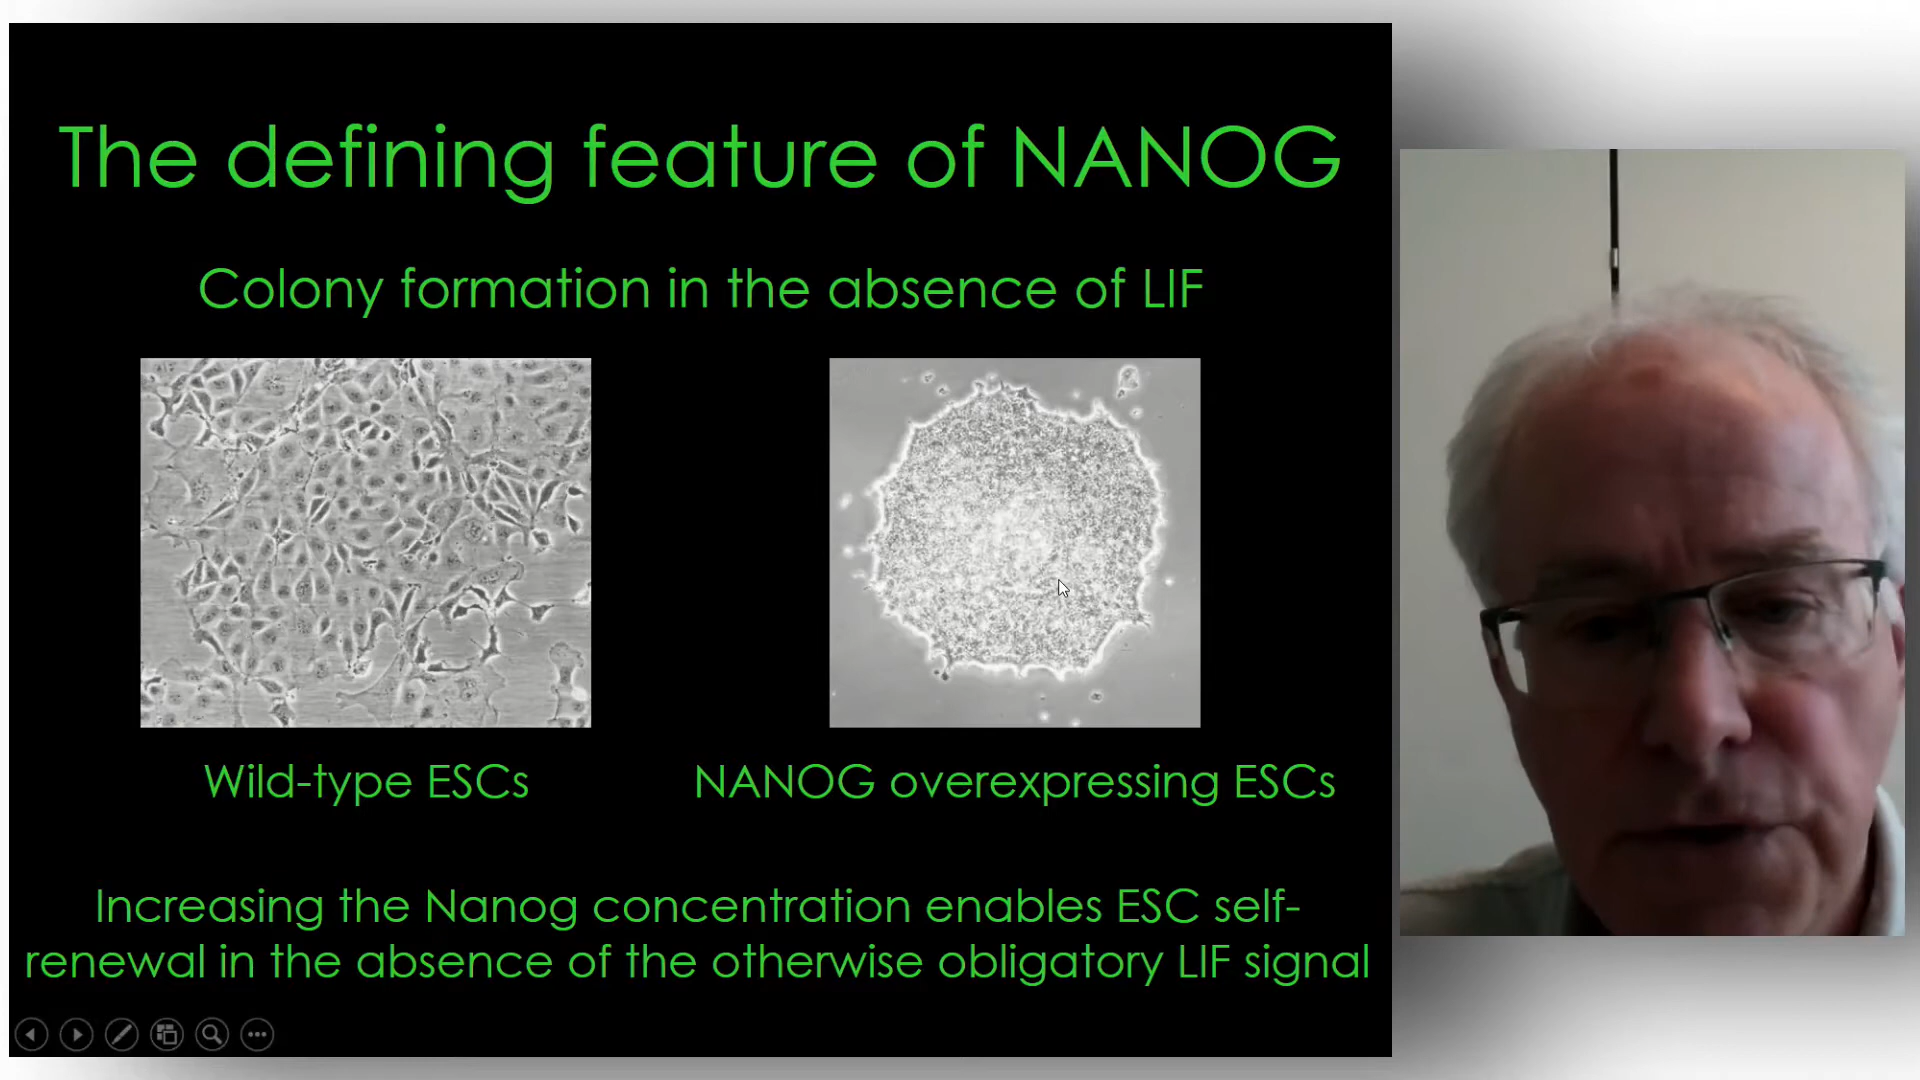 The defining feature of NANOG
Colony formation in the absence of LIF
Wild-type ESCs
NANOG overexpressing ESCs
Increasing the Nanog concentration enables ESC self-
renewal in the absence of the otherwise obligatory LIF signal